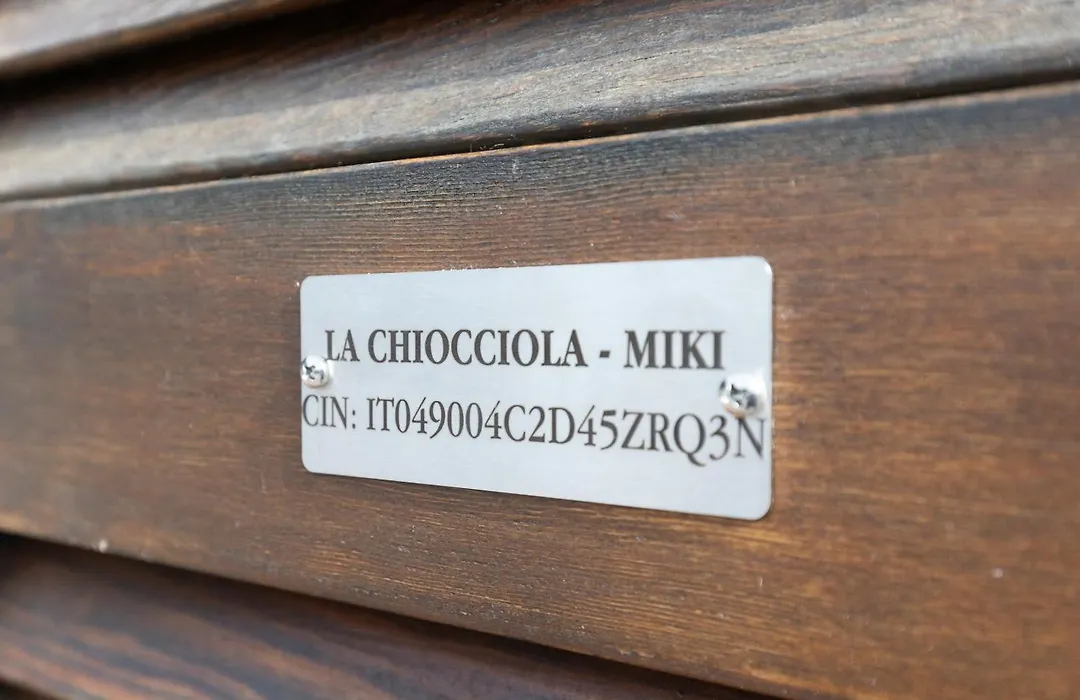 LA CHIOCCIOLA - MIKI
CIN: IT049004C2D45ZRQ3N